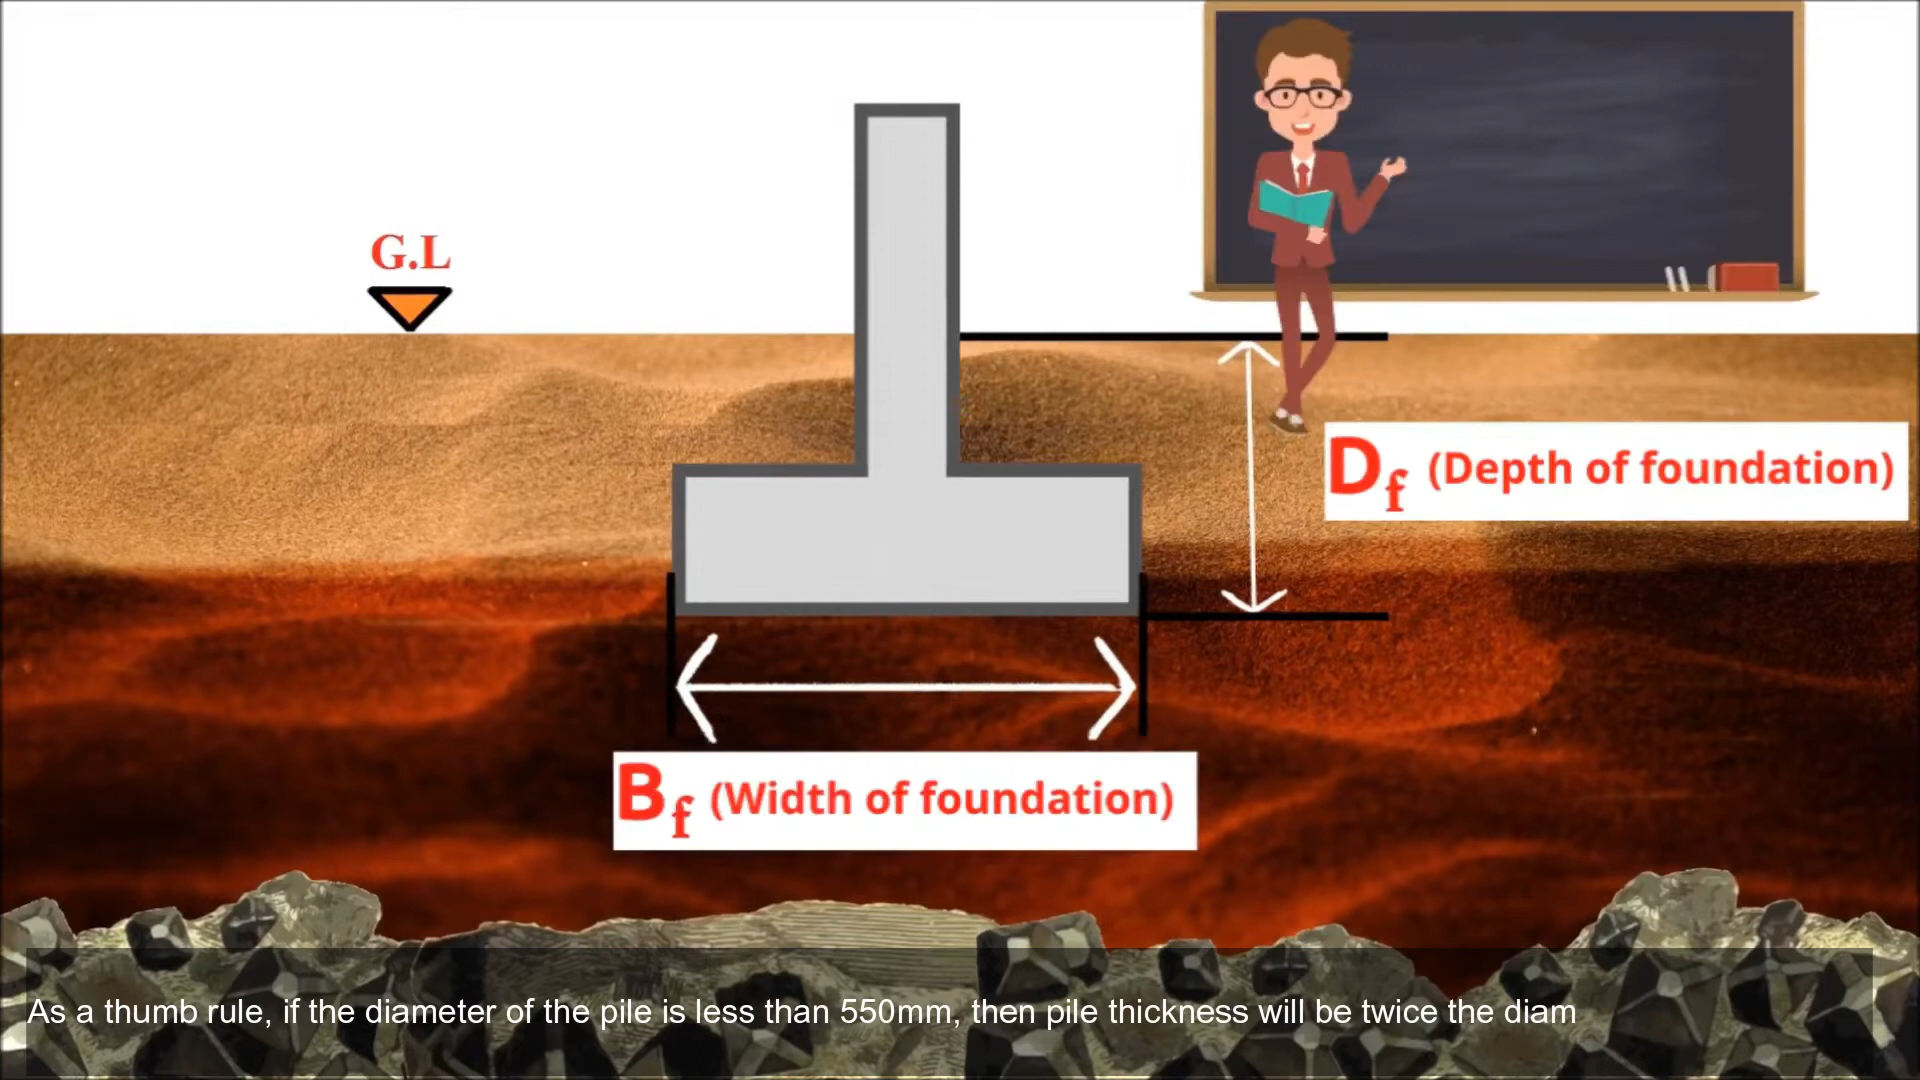 G.L
Df (Depth of foundation)
Bf (Width of foundation)
As a thumb rule, if the diameter of the pile is less than 550mm, then pile thickness will be twice the diam